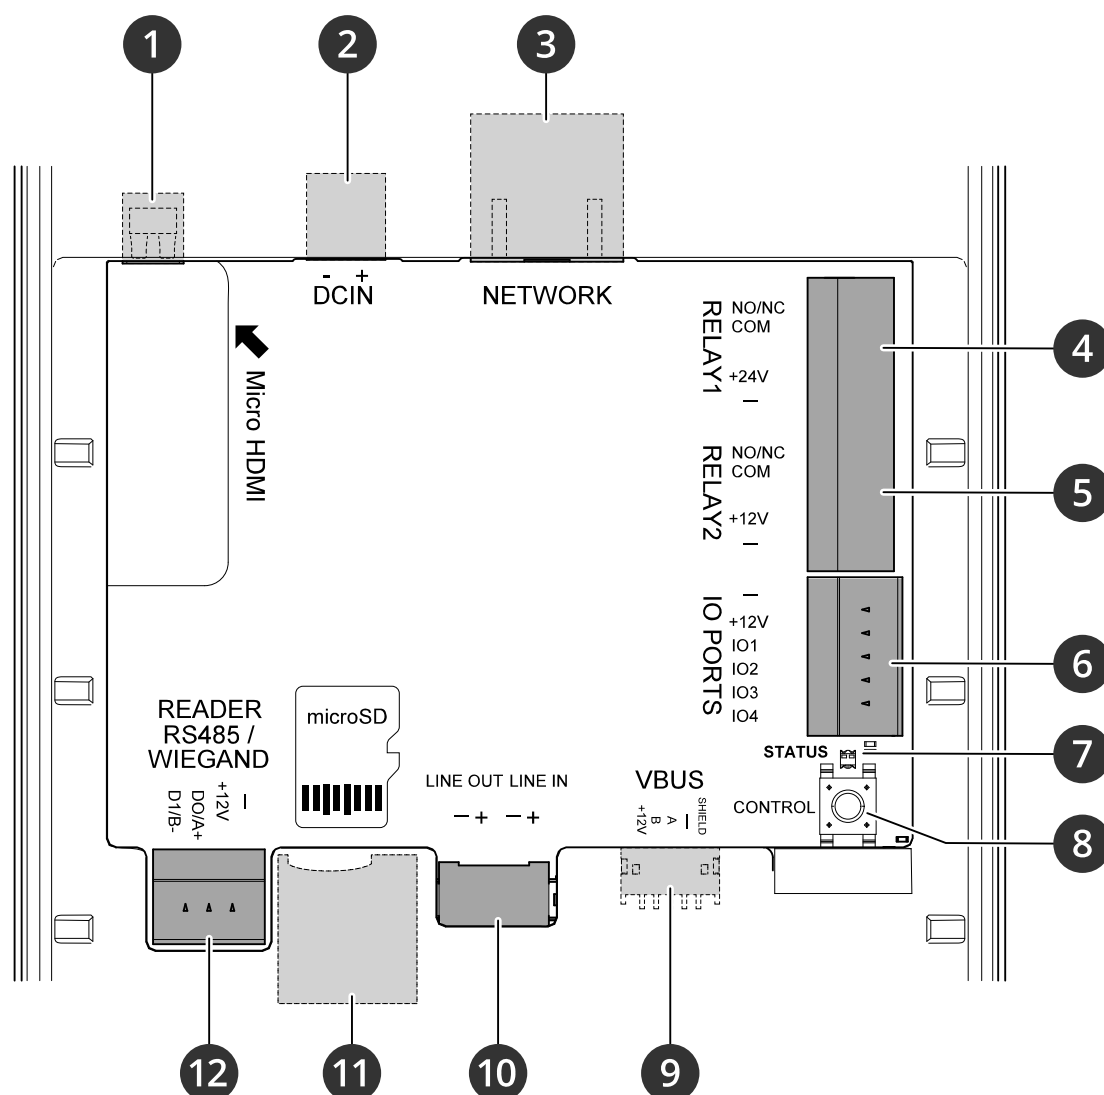 1
2
3
- +
DCIN
NETWORK
RELAY1
NO/NC
COM
+24V
—
4
Micro HDMI
RELAY2
NO/NC
COM
+12V
—
5
IO PORTS
—
+12V
IO1
IO2
IO3
IO4
6
READER
RS485 /
WIEGAND
D1/B-
DO/A+
+12V
—
microSD
LINE OUT LINE IN
— + — +
VBUS
+12V
B
A
—
SHIELD
STATUS
7
CONTROL
8
12
11
10
9